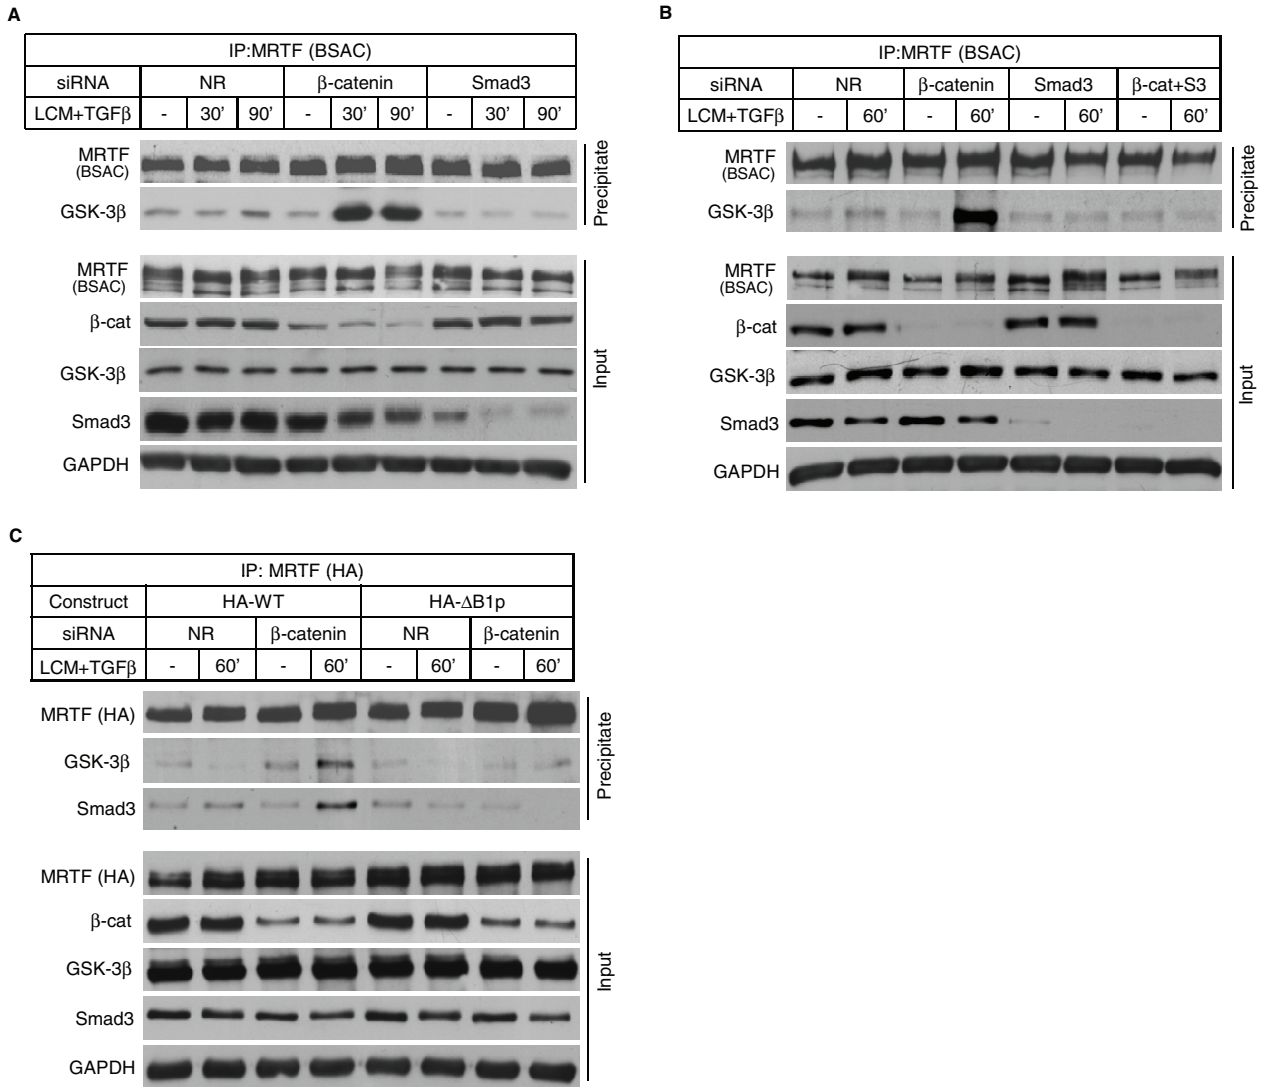 A
IP:MRTF (BSAC)
siRNA NR β-catenin Smad3
LCM+TGFβ - 30’ 90’ - 30’ 90’ - 30’ 90’
MRTF
(BSAC)
GSK-3β
Precipitate
MRTF
(BSAC)
β-cat
GSK-3β
Smad3
GAPDH
Input
B
IP:MRTF (BSAC)
siRNA NR β-catenin Smad3 β-cat+S3
LCM+TGFβ - 60’ - 60’ - 60’ - 60’
MRTF
(BSAC)
GSK-3β
Precipitate
MRTF
(BSAC)
β-cat
GSK-3β
Smad3
GAPDH
Input
C
IP: MRTF (HA)
Construct HA-WT HA-ΔB1p
siRNA NR β-catenin NR β-catenin
LCM+TGFβ - 60’ - 60’ - 60’ - 60’
MRTF (HA)
GSK-3β
Smad3
Precipitate
MRTF (HA)
β-cat
GSK-3β
Smad3
GAPDH
Input